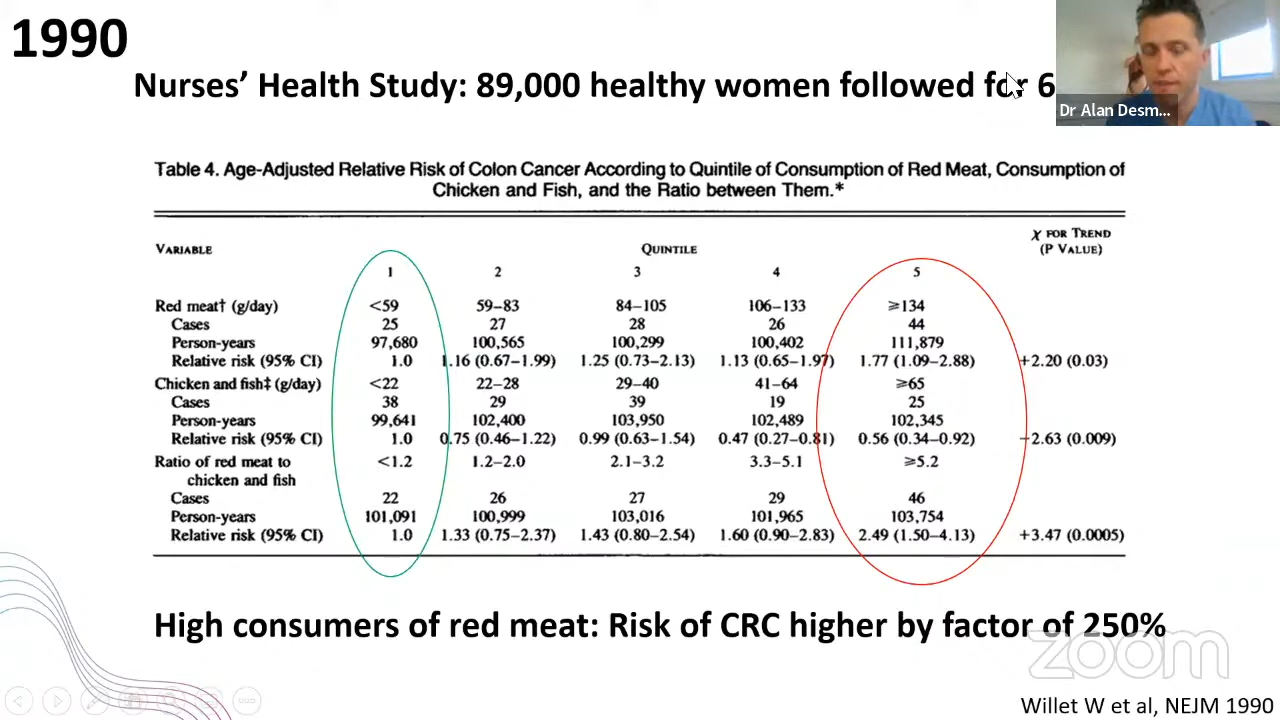 1990
Nurses' Health Study: 89,000 healthy women followed for 6
Dr Alan Desm...
Table 4. Age-Adjusted Relative Risk of Colon Cancer According to Quintile of Consumption of Red Meat, Consumption of
Chicken and Fish, and the Ratio between Them.*
VARIABLE QUINTILE χ FOR TREND
(P VALUE)
1 2 3 4 5
Red meat† (g/day) <59 59–83 84–105 106–133 ≥134
Cases 25 27 28 26 44
Person-years 97,680 100,565 100,299 100,402 111,879
Relative risk (95% CI) 1.0 1.16 (0.67–1.99) 1.25 (0.73–2.13) 1.13 (0.65–1.97) 1.77 (1.09–2.88) +2.20 (0.03)
Chicken and fish‡ (g/day) <22 22–28 29–40 41–64 ≥65
Cases 38 29 39 19 25
Person-years 99,641 102,400 103,950 102,489 102,345
Relative risk (95% CI) 1.0 0.75 (0.46–1.22) 0.99 (0.63–1.54) 0.47 (0.27–0.81) 0.56 (0.34–0.92) −2.63 (0.009)
Ratio of red meat to <1.2 1.2–2.0 2.1–3.2 3.3–5.1 ≥5.2
chicken and fish
Cases 22 26 27 29 46
Person-years 101,091 100,999 103,016 101,965 103,754
Relative risk (95% CI) 1.0 1.33 (0.75–2.37) 1.43 (0.80–2.54) 1.60 (0.90–2.83) 2.49 (1.50–4.13) +3.47 (0.0005)
High consumers of red meat: Risk of CRC higher by factor of 250%
zoom
Willet W et al, NEJM 1990